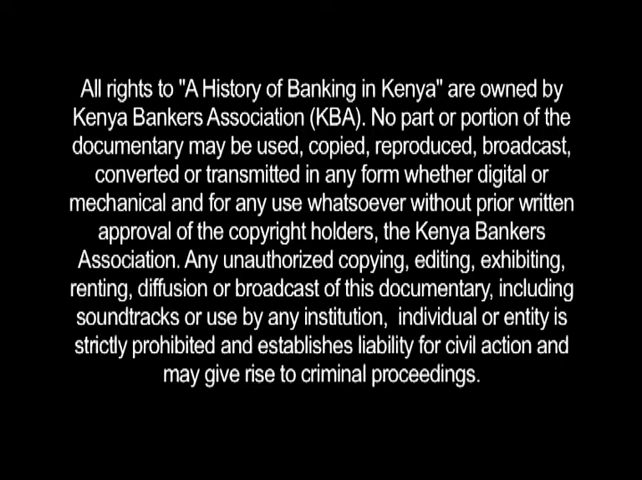 All rights to "A History of Banking in Kenya" are owned by
Kenya Bankers Association (KBA). No part or portion of the
documentary may be used, copied, reproduced, broadcast,
converted or transmitted in any form whether digital or
mechanical and for any use whatsoever without prior written
approval of the copyright holders, the Kenya Bankers
Association. Any unauthorized copying, editing, exhibiting,
renting, diffusion or broadcast of this documentary, including
soundtracks or use by any institution,  individual or entity is
strictly prohibited and establishes liability for civil action and
may give rise to criminal proceedings.